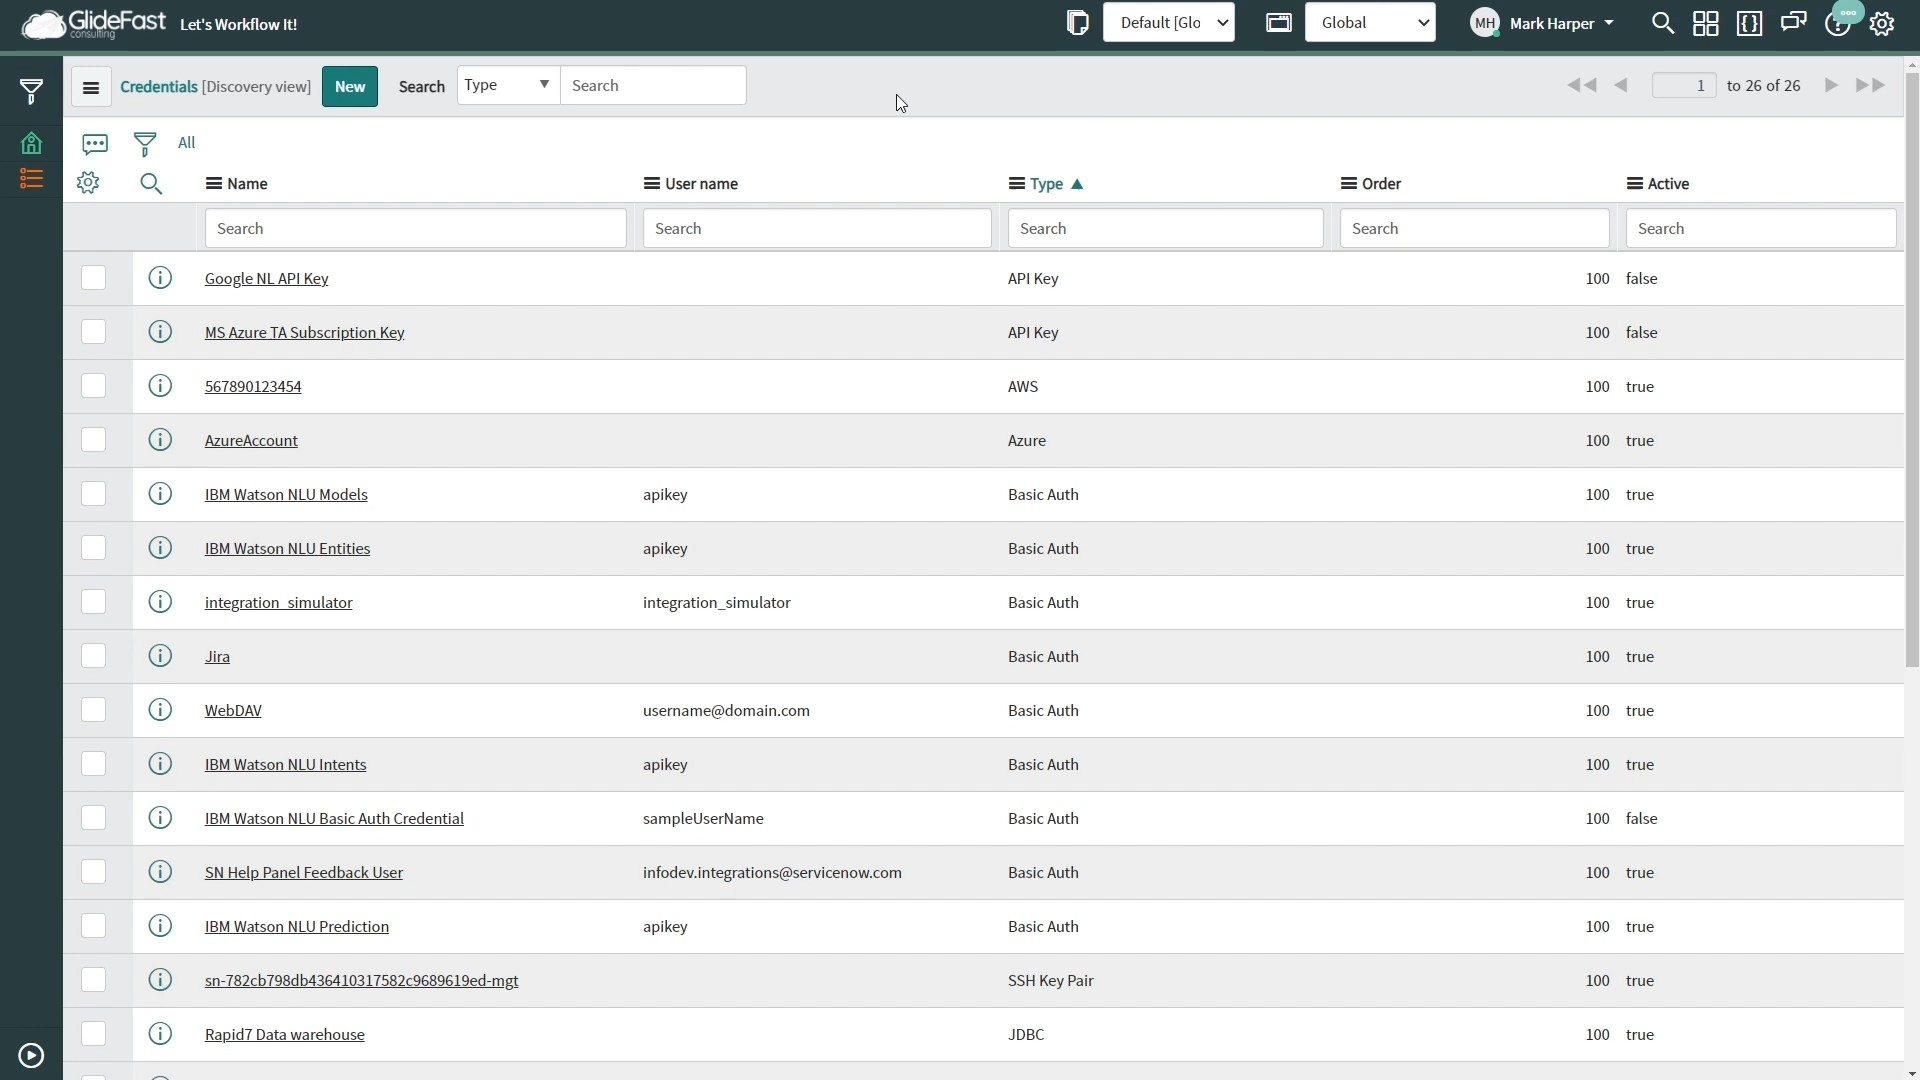 GlideFast
consulting
Let's Workflow It!
Default [Glo
Global
MH
Mark Harper
Credentials [Discovery view]
New
Search
Type
Search
1
to 26 of 26
All
Name User name Type ▲ Order Active
Search Search Search Search Search
Google NL API Key API Key 100 false
MS Azure TA Subscription Key API Key 100 false
567890123454 AWS 100 true
AzureAccount Azure 100 true
IBM Watson NLU Models apikey Basic Auth 100 true
IBM Watson NLU Entities apikey Basic Auth 100 true
integration_simulator integration_simulator Basic Auth 100 true
Jira Basic Auth 100 true
WebDAV username@domain.com Basic Auth 100 true
IBM Watson NLU Intents apikey Basic Auth 100 true
IBM Watson NLU Basic Auth Credential sampleUserName Basic Auth 100 false
SN Help Panel Feedback User infodev.integrations@servicenow.com Basic Auth 100 true
IBM Watson NLU Prediction apikey Basic Auth 100 true
sn-782cb798db436410317582c9689619ed-mgt SSH Key Pair 100 true
Rapid7 Data warehouse JDBC 100 true